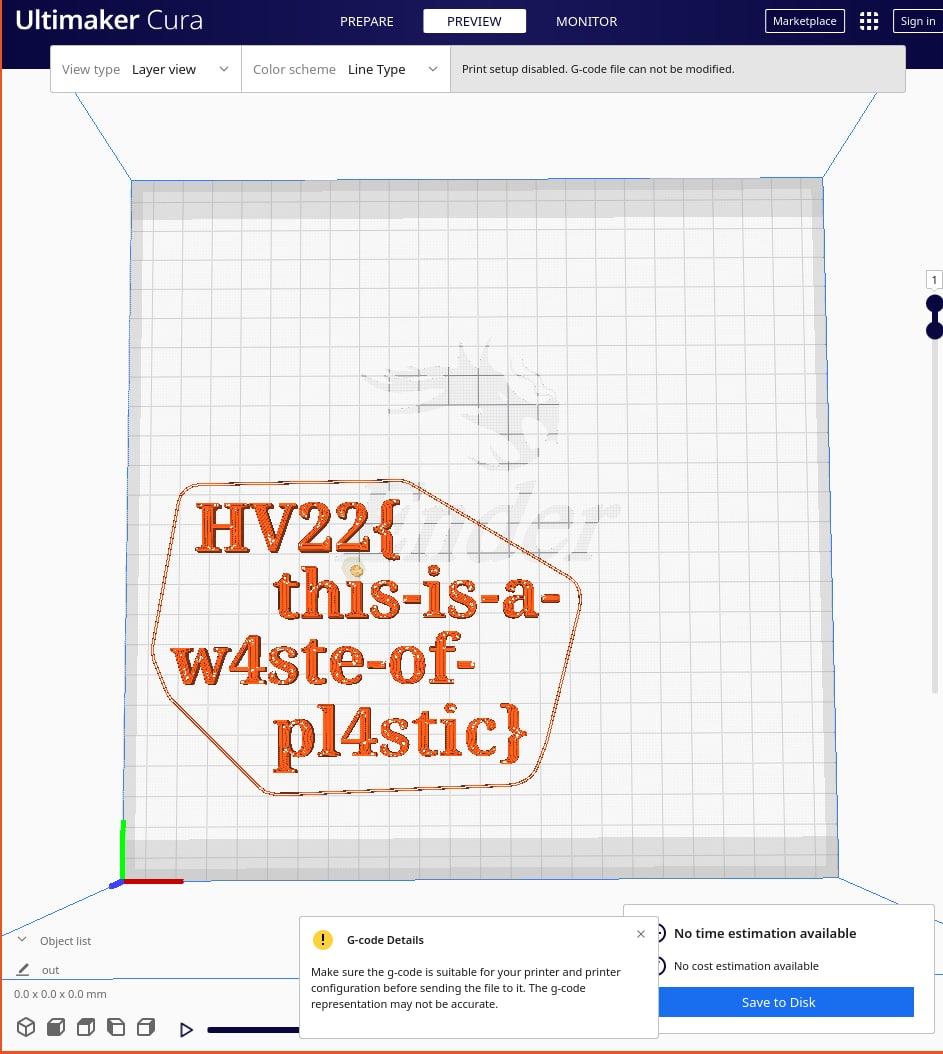 Ultimaker Cura
PREPARE PREVIEW MONITOR Marketplace Sign in
View type Layer view Color scheme Line Type Print setup disabled. G-code file can not be modified.
1
HV22{
this-is-a-
w4ste-of-
pl4stic}
Object list
out
0.0 x 0.0 x 0.0 mm
G-code Details
Make sure the g-code is suitable for your printer and printer
configuration before sending the file to it. The g-code
representation may not be accurate.
No time estimation available
No cost estimation available
Save to Disk